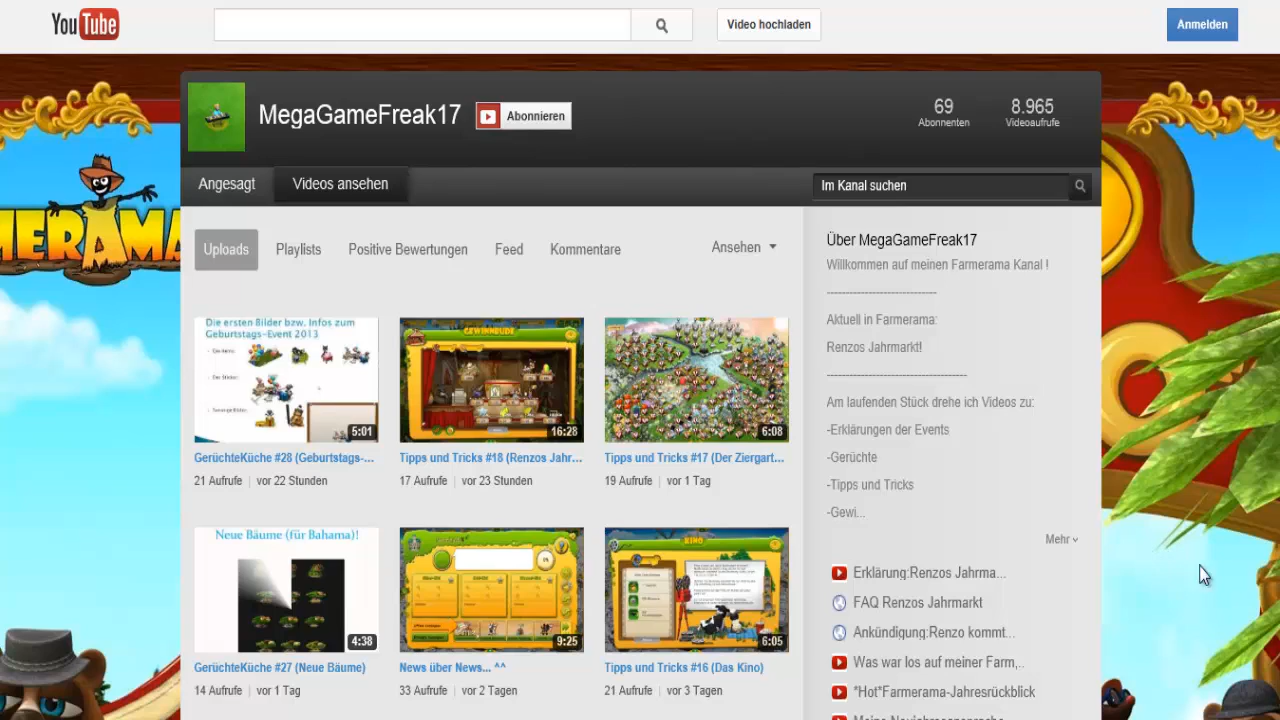 YouTube
Video hochladen
Anmelden
MegaGameFreak17
Abonnieren
69
Abonnenten
8.965
Videoaufrufe
Angesagt
Videos ansehen
Im Kanal suchen
Uploads
Playlists
Positive Bewertungen
Feed
Kommentare
Ansehen
MERAMA
Die ersten Bilder bzw. Infos zum
Geburtstags-Event 2013
5:01
GerüchteKüche #28 (Geburtstags-...
21 Aufrufe | vor 22 Stunden
GEWINNBUDE
16:28
Tipps und Tricks #18 (Renzos Jahr...
17 Aufrufe | vor 23 Stunden
6:08
Tipps und Tricks #17 (Der Ziergart...
19 Aufrufe | vor 1 Tag
Neue Bäume (für Bahama)!
4:38
GerüchteKüche #27 (Neue Bäume)
14 Aufrufe | vor 1 Tag
9:25
News über News... ^^
33 Aufrufe | vor 2 Tagen
KINO
6:05
Tipps und Tricks #16 (Das Kino)
21 Aufrufe | vor 3 Tagen
Über MegaGameFreak17
Willkommen auf meinen Farmerama Kanal !
-----------------------------
Aktuell in Farmerama:
Renzos Jahrmarkt!
-------------------------------------
Am laufenden Stück drehe ich Videos zu:
-Erklärungen der Events
-Gerüchte
-Tipps und Tricks
-Gewi...
Mehr
Erklärung:Renzos Jahrma...
FAQ Renzos Jahrmarkt
Ankündigung:Renzo kommt...
Was war los auf meiner Farm,..
*Hot*Farmerama-Jahresrückblick